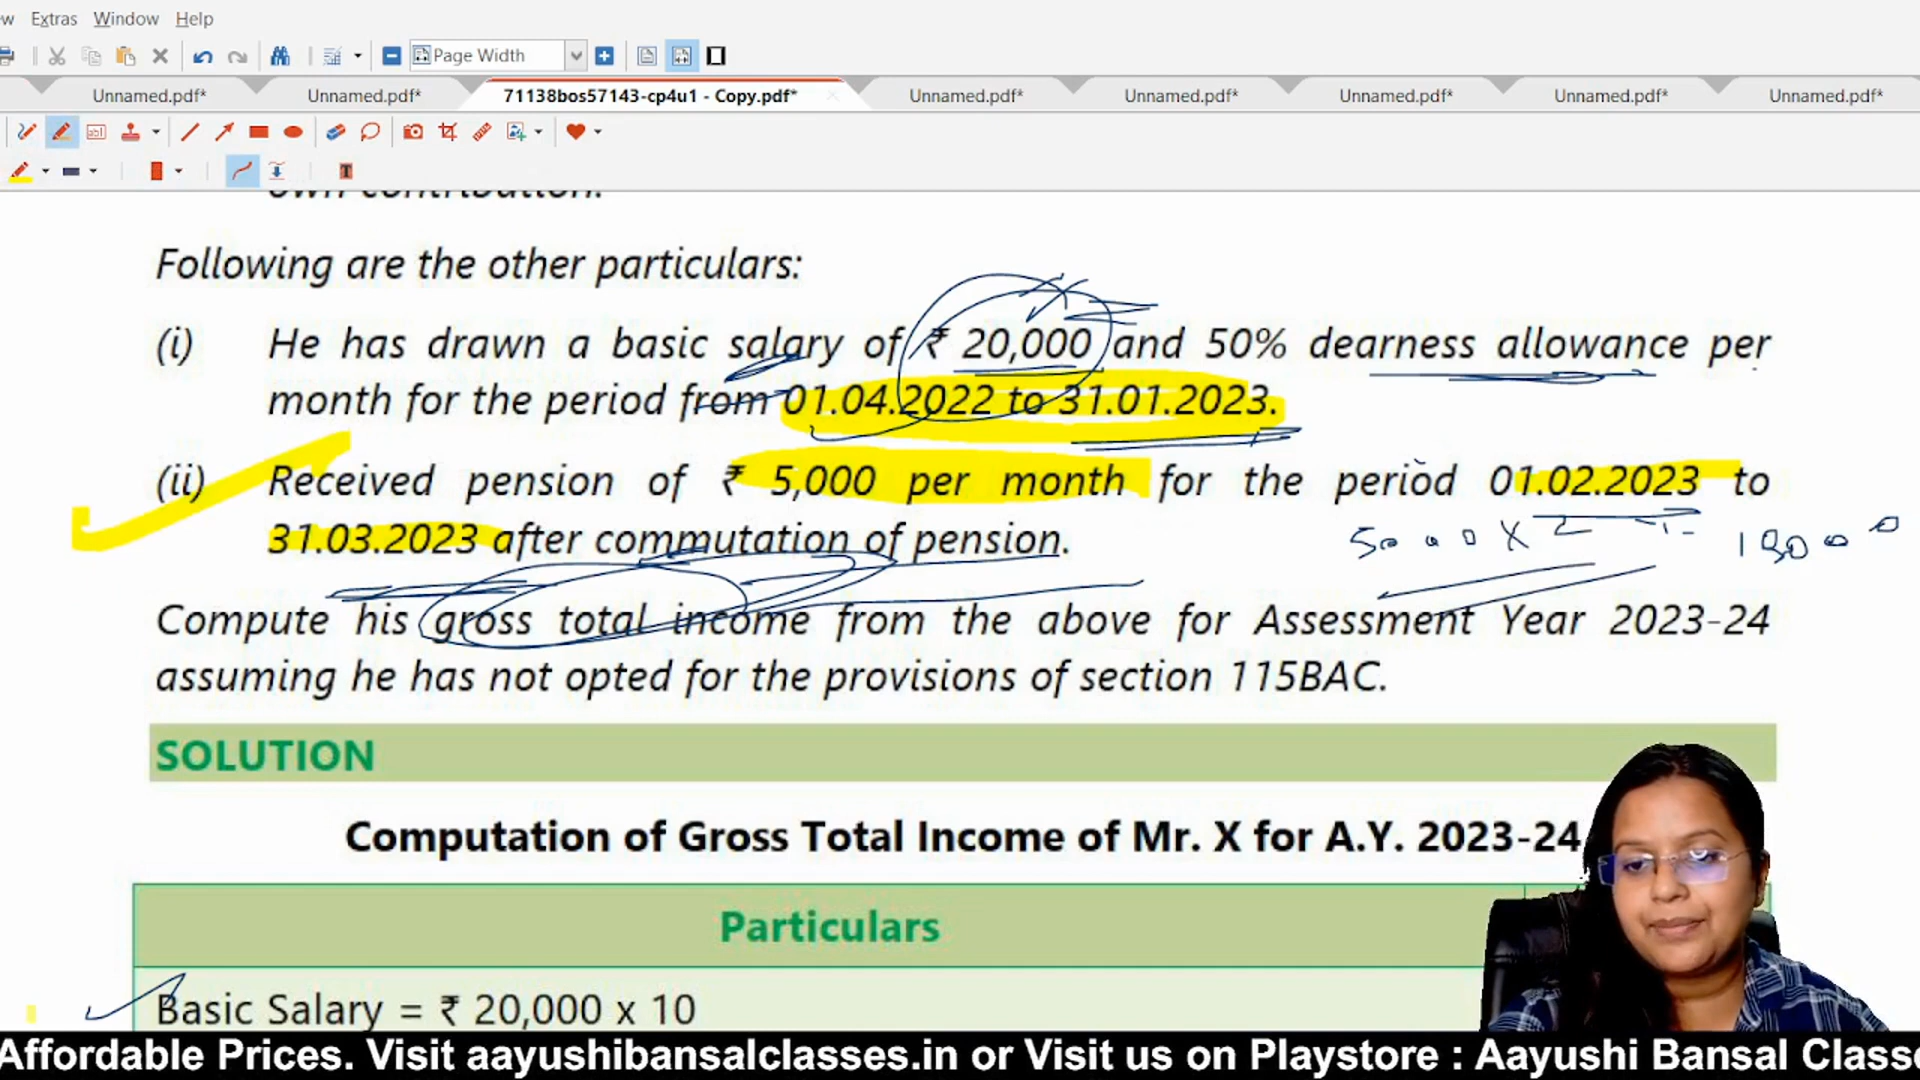 Extras Window Help
Page Width
Unnamed.pdf* Unnamed.pdf* 71138bos57143-cp4u1 - Copy.pdf* Unnamed.pdf* Unnamed.pdf* Unnamed.pdf* Unnamed.pdf* Unnamed.pdf*
own contribution.
Following are the other particulars:
(i) He has drawn a basic salary of ₹ 20,000 and 50% dearness allowance per
month for the period from 01.04.2022 to 31.01.2023.
(ii) Received pension of ₹ 5,000 per month for the period 01.02.2023 to
31.03.2023 after commutation of pension.
5000 x 2 =
Compute his gross total income from the above for Assessment Year 2023-24
assuming he has not opted for the provisions of section 115BAC.
SOLUTION
Computation of Gross Total Income of Mr. X for A.Y. 2023-24
Particulars
Basic Salary = ₹ 20,000 x 10
Affordable Prices. Visit aayushibansalclasses.in or Visit us on Playstore : Aayushi Bansal Classe